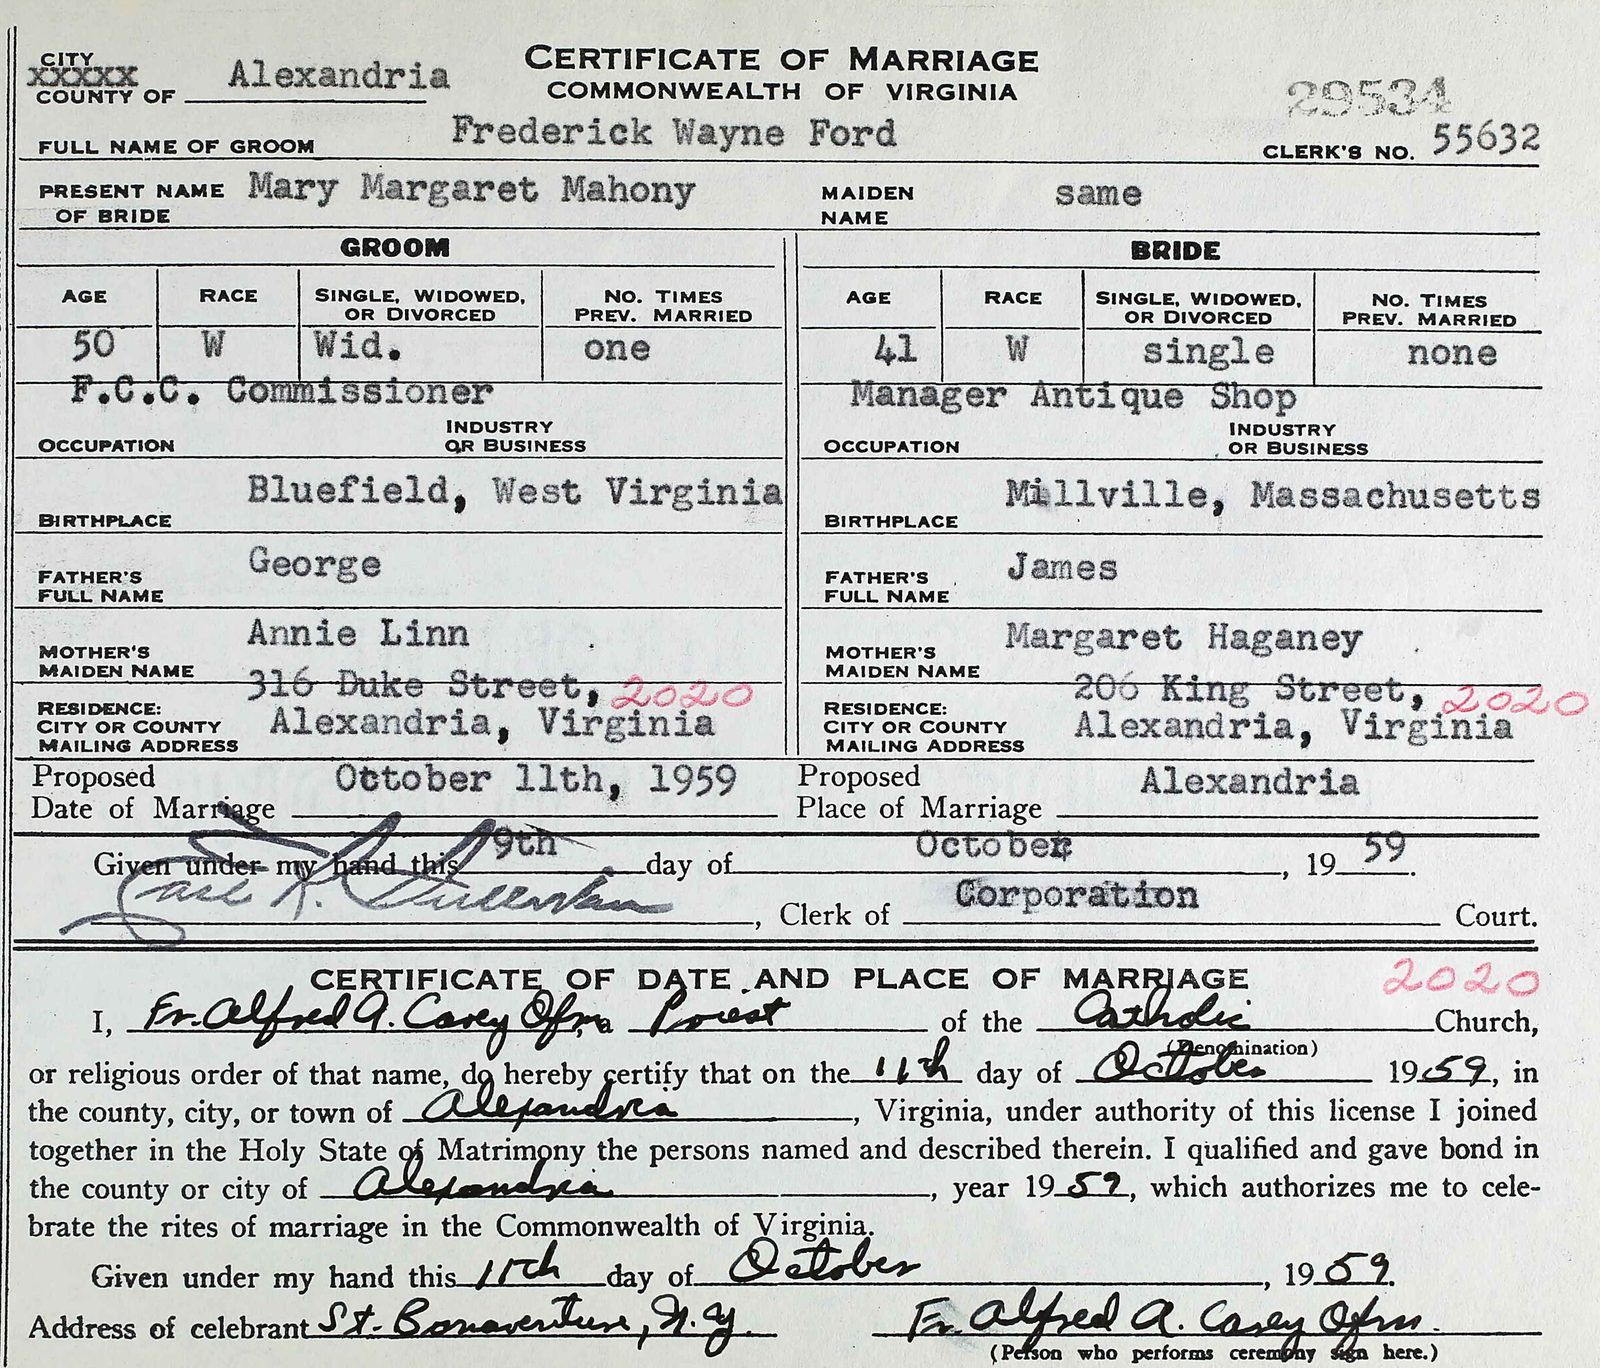 CITY
xxxxx Alexandria
COUNTY OF
CERTIFICATE OF MARRIAGE
COMMONWEALTH OF VIRGINIA
29534
FULL NAME OF GROOM Frederick Wayne Ford CLERK'S NO. 55632
PRESENT NAME OF BRIDE Mary Margaret Mahony MAIDEN NAME same
GROOM BRIDE
AGE RACE SINGLE, WIDOWED, OR DIVORCED NO. TIMES PREV. MARRIED AGE RACE SINGLE, WIDOWED, OR DIVORCED NO. TIMES PREV. MARRIED
50 W Wid. one 41 W single none
F.C.C. Commissioner Manager Antique Shop
OCCUPATION INDUSTRY OR BUSINESS OCCUPATION INDUSTRY OR BUSINESS
BIRTHPLACE Bluefield, West Virginia BIRTHPLACE Millville, Massachusetts
FATHER'S FULL NAME George FATHER'S FULL NAME James
MOTHER'S MAIDEN NAME Annie Linn MOTHER'S MAIDEN NAME Margaret Haganey
316 Duke Street, 2020 206 King Street, 2020
RESIDENCE: CITY OR COUNTY MAILING ADDRESS Alexandria, Virginia RESIDENCE: CITY OR COUNTY MAILING ADDRESS Alexandria, Virginia
Proposed Date of Marriage October 11th, 1959 Proposed Place of Marriage Alexandria
Given under my hand this 9th day of October, 1959.
Earl R. Sullivan, Clerk of Corporation Court.
CERTIFICATE OF DATE AND PLACE OF MARRIAGE 2020
I, Fr. Alfred A. Carey Ofm, a Priest of the Catholic Church,
(Denomination)
or religious order of that name, do hereby certify that on the 11th day of October 1959, in
the county, city, or town of Alexandria, Virginia, under authority of this license I joined
together in the Holy State of Matrimony the persons named and described therein. I qualified and gave bond in
the county or city of Alexandria, year 1959, which authorizes me to cele-
brate the rites of marriage in the Commonwealth of Virginia.
Given under my hand this 11th day of October, 1959.
Address of celebrant St. Bonaventure, N.Y. Fr. Alfred A. Carey Ofm.
(Person who performs ceremony sign here.)